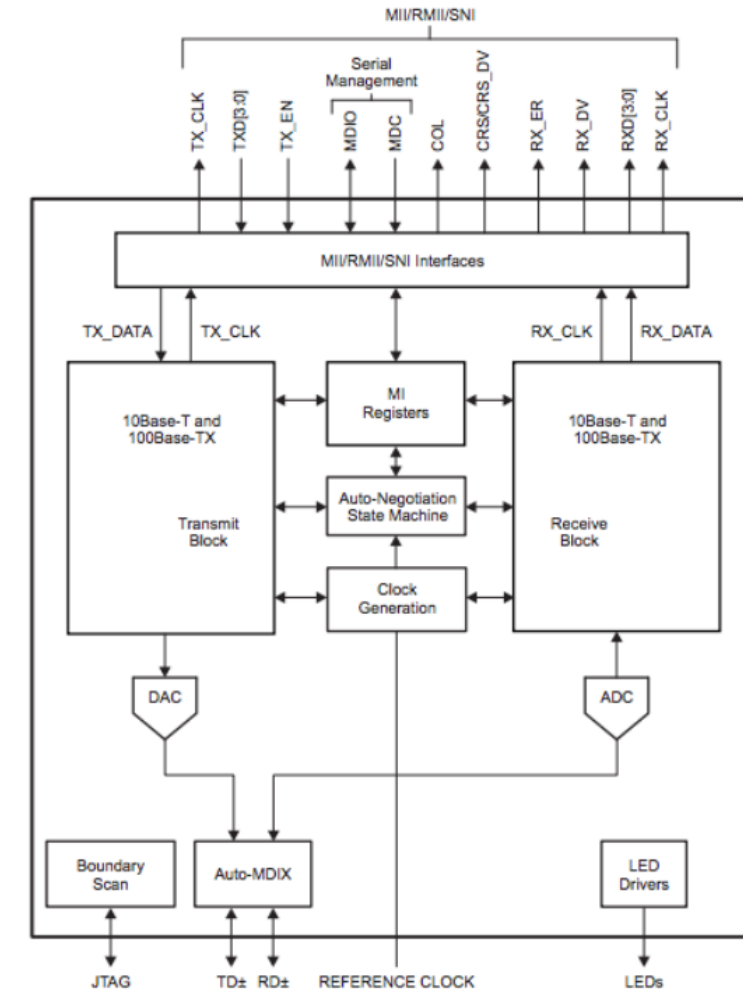 MII/RMII/SNI
Serial
Management
TX_CLK
TXD[3:0]
TX_EN
MDIO
MDC
COL
CRS/CRS_DV
RX_ER
RX_DV
RXD[3:0]
RX_CLK
MII/RMII/SNI Interfaces
TX_DATA
TX_CLK
RX_CLK
RX_DATA
10Base-T and
100Base-TX
Transmit
Block
MI
Registers
Auto-Negotiation
State Machine
Clock
Generation
10Base-T and
100Base-TX
Receive
Block
DAC
ADC
Boundary
Scan
Auto-MDIX
LED
Drivers
JTAG
TD±
RD±
REFERENCE CLOCK
LEDs